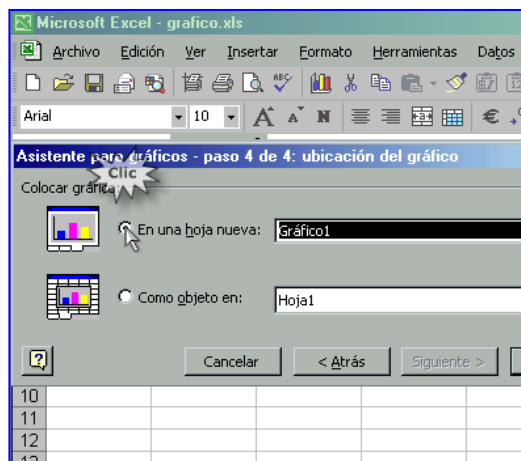 Microsoft Excel - grafico.xls
Archivo Edición Ver Insertar Formato Herramientas Datos
Arial 10 A A N €
Asistente para gráficos - paso 4 de 4: ubicación del gráfico
Clic
Colocar gráfico
En una hoja nueva: Gráfico1
Como objeto en: Hoja1
Cancelar < Atrás Siguiente >
10
11
12